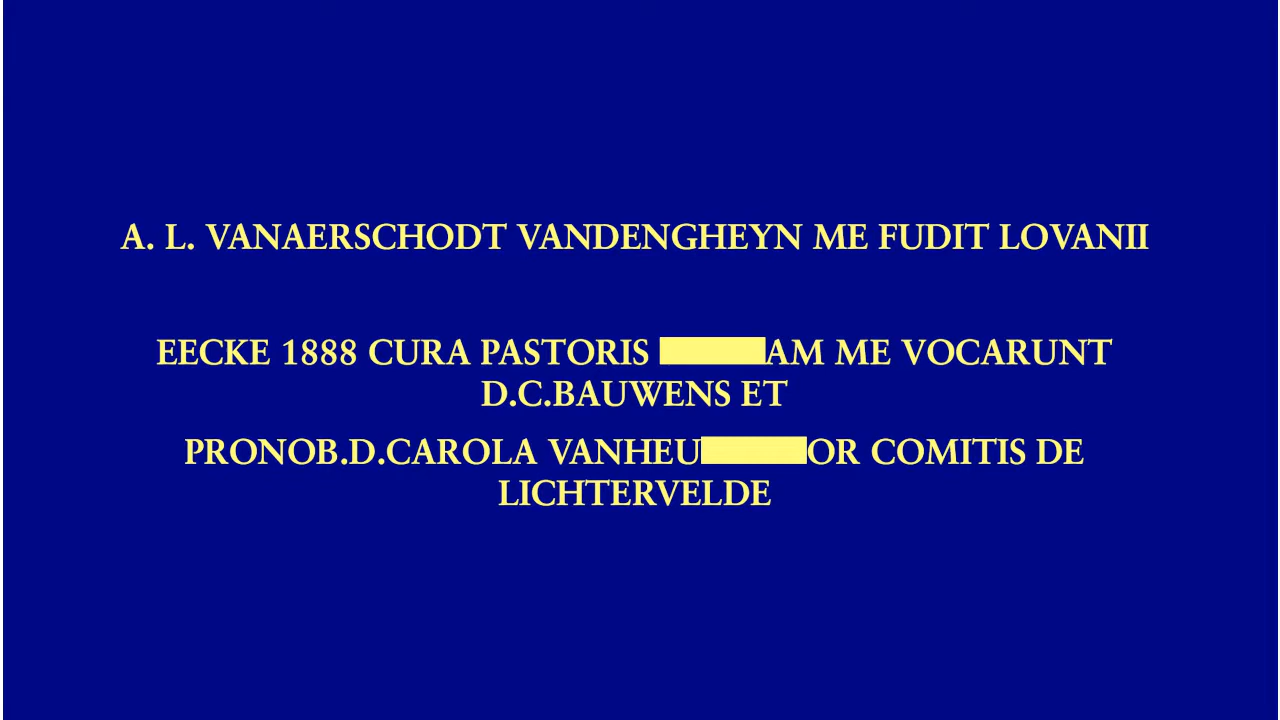 A. L. VANAERSCHODT VANDENGHEYN ME FUDIT LOVANII
EECKE 1888 CURA PASTORIS AM ME VOCARUNT
D.C.BAUWENS ET
PRONOB.D.CAROLA VANHEU OR COMITIS DE
LICHTERVELDE